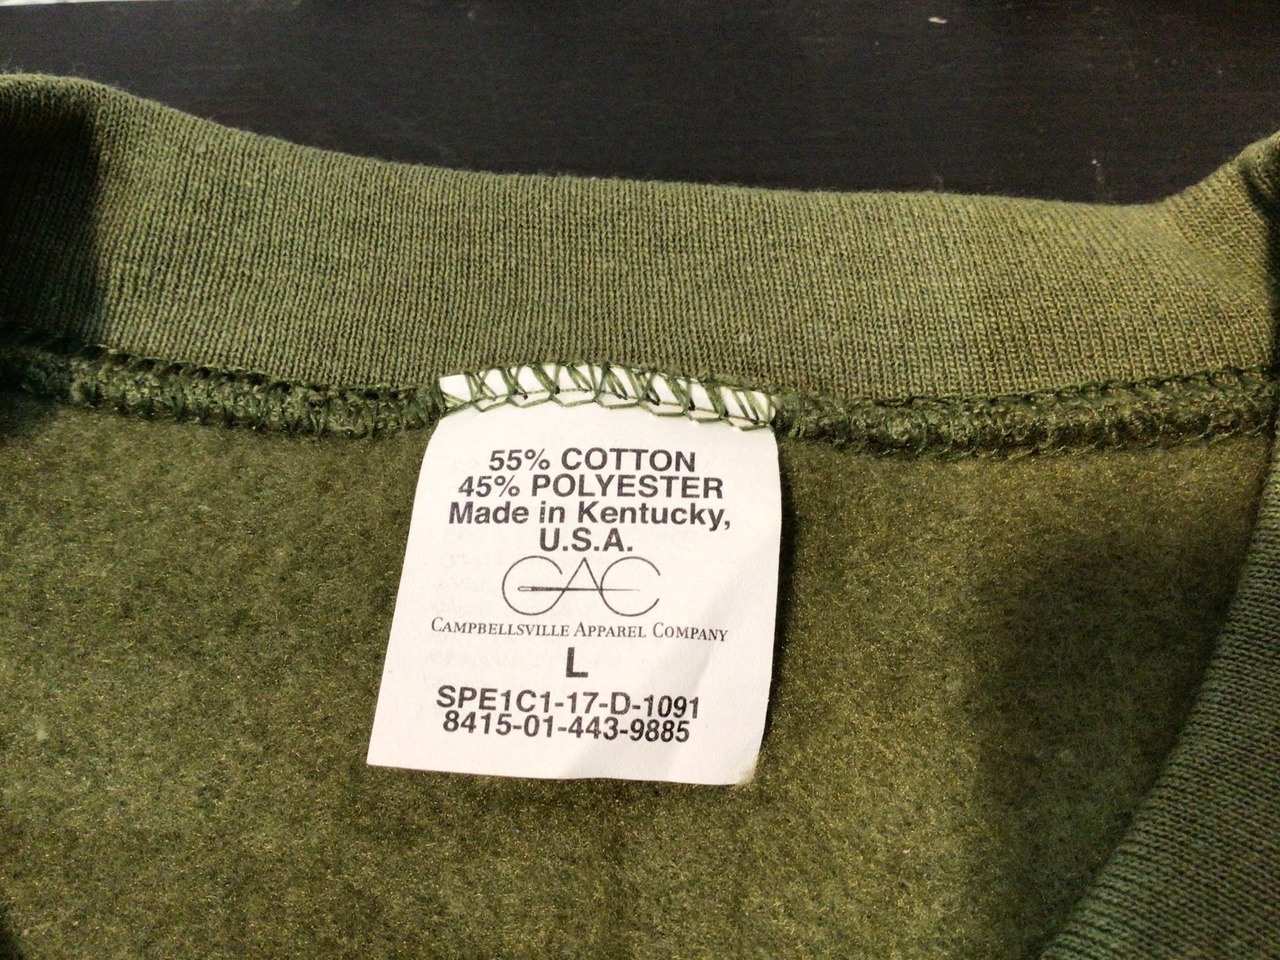 55% COTTON
45% POLYESTER
Made in Kentucky,
U.S.A.
CAC
CAMPBELLSVILLE APPAREL COMPANY
L
SPE1C1-17-D-1091
8415-01-443-9885